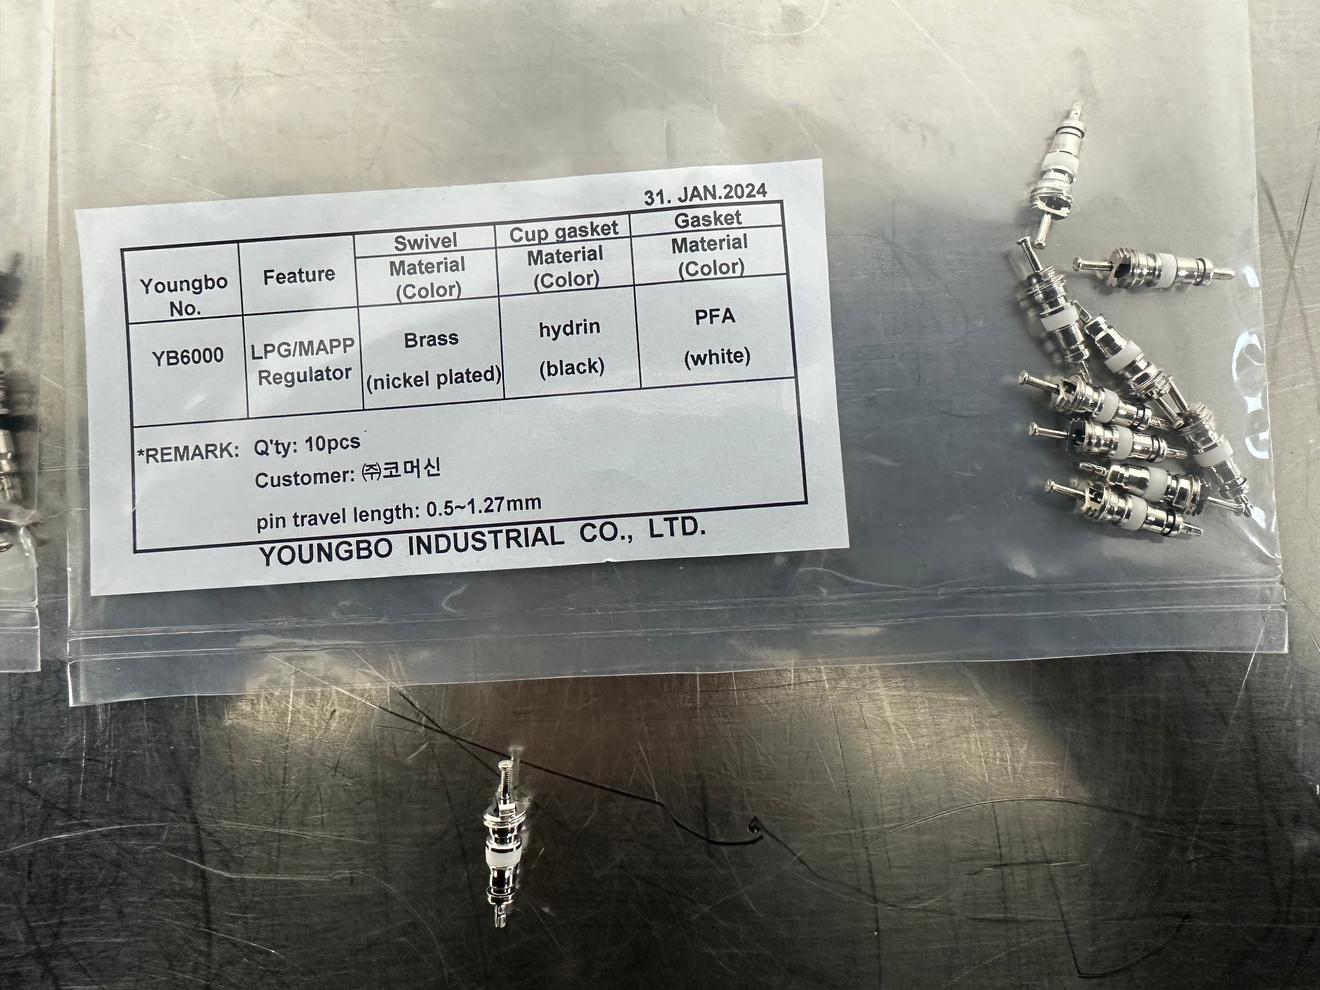 31. JAN.2024
Youngbo No.
Feature
Swivel
Material (Color)
Cup gasket
Material (Color)
Gasket
Material (Color)
YB6000
LPG/MAPP Regulator
Brass (nickel plated)
hydrin (black)
PFA (white)
*REMARK: Q'ty: 10pcs
Customer: ㈜코머신
pin travel length: 0.5~1.27mm
YOUNGBO INDUSTRIAL CO., LTD.